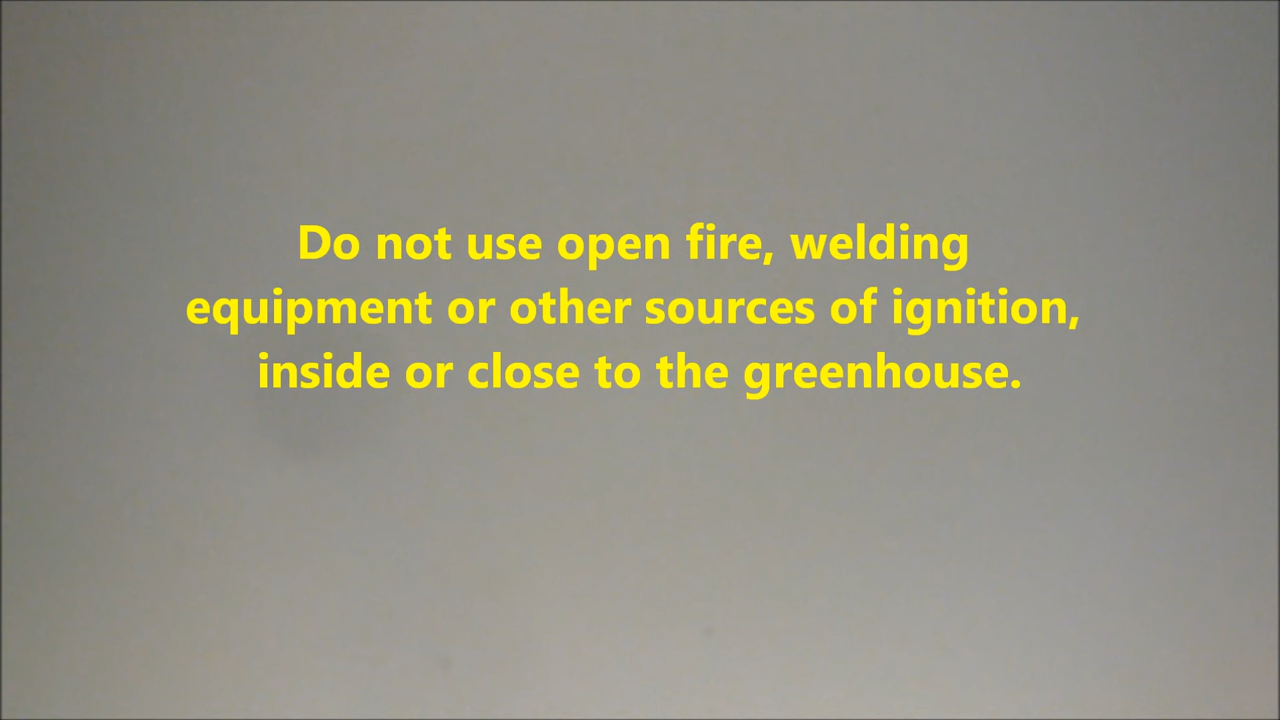 Do not use open fire, welding
equipment or other sources of ignition,
inside or close to the greenhouse.